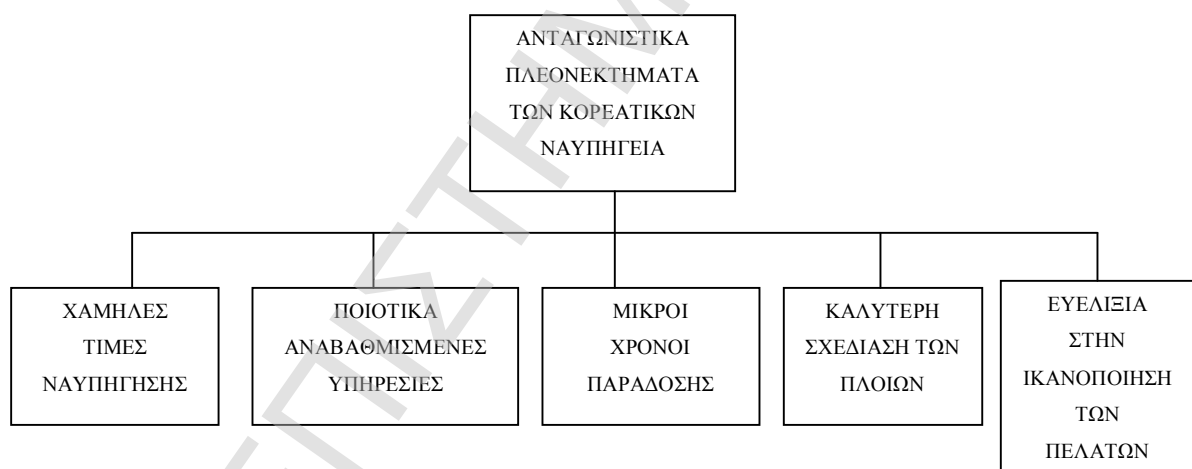 ΑΝΤΑΓΩΝΙΣΤΙΚΑ
ΠΛΕΟΝΕΚΤΗΜΑΤΑ
ΤΩΝ ΚΟΡΕΑΤΙΚΩΝ
ΝΑΥΠΗΓΕΙΑ
ΧΑΜΗΛΕΣ
ΤΙΜΕΣ
ΝΑΥΠΗΓΗΣΗΣ
ΠΟΙΟΤΙΚΑ
ΑΝΑΒΑΘΜΙΣΜΕΝΕΣ
ΥΠΗΡΕΣΙΕΣ
ΜΙΚΡΟΙ
ΧΡΟΝΟΙ
ΠΑΡΑΔΟΣΗΣ
ΚΑΛΥΤΕΡΗ
ΣΧΕΔΙΑΣΗ ΤΩΝ
ΠΛΟΙΩΝ
ΕΥΕΛΙΞΙΑ
ΣΤΗΝ
ΙΚΑΝΟΠΟΙΗΣΗ
ΤΩΝ
ΠΕΛΑΤΩΝ